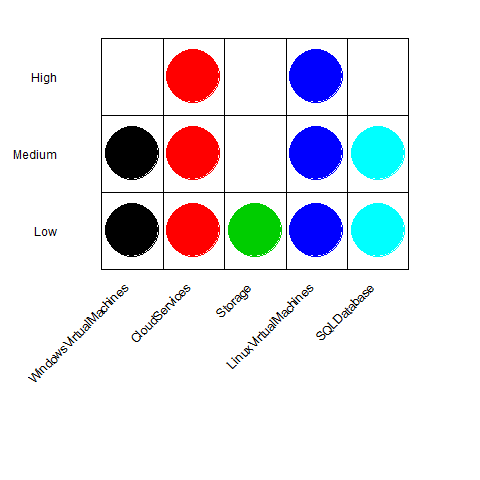 High
Medium
Low
WindowsVirtualMachines
CloudServices
Storage
LinuxVirtualMachines
SQLDatabase